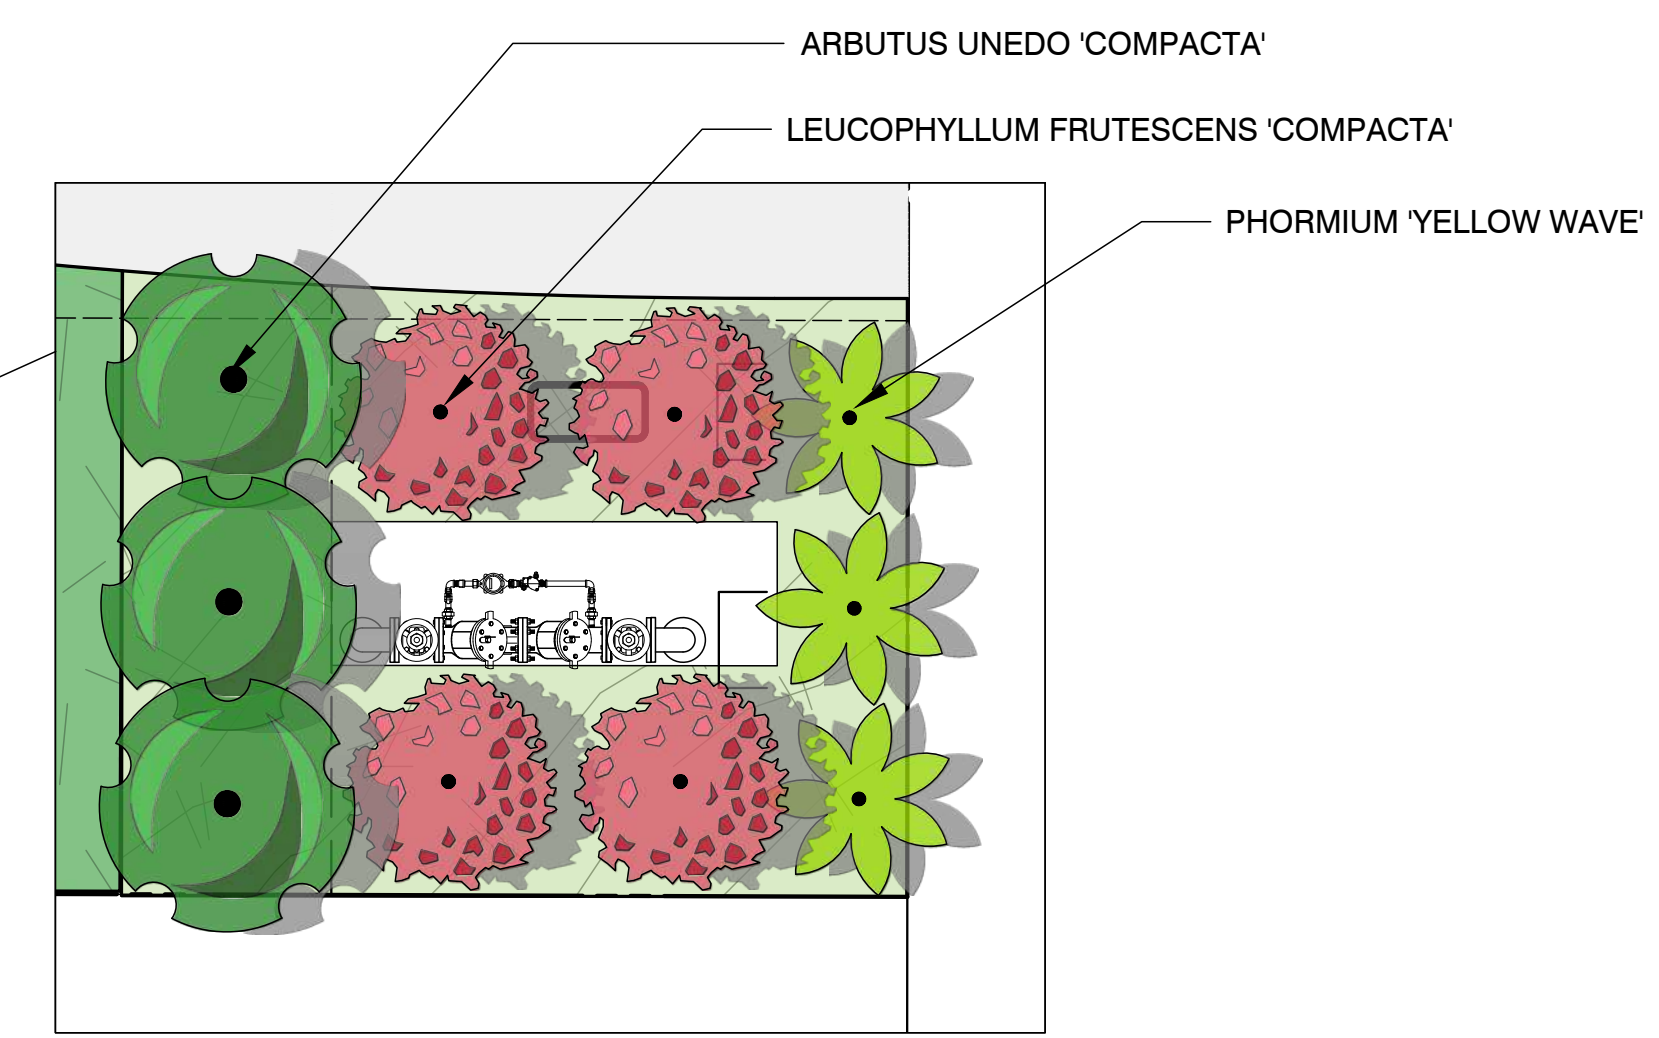 ARBUTUS UNEDO 'COMPACTA'
LEUCOPHYLLUM FRUTESCENS 'COMPACTA'
PHORMIUM 'YELLOW WAVE'